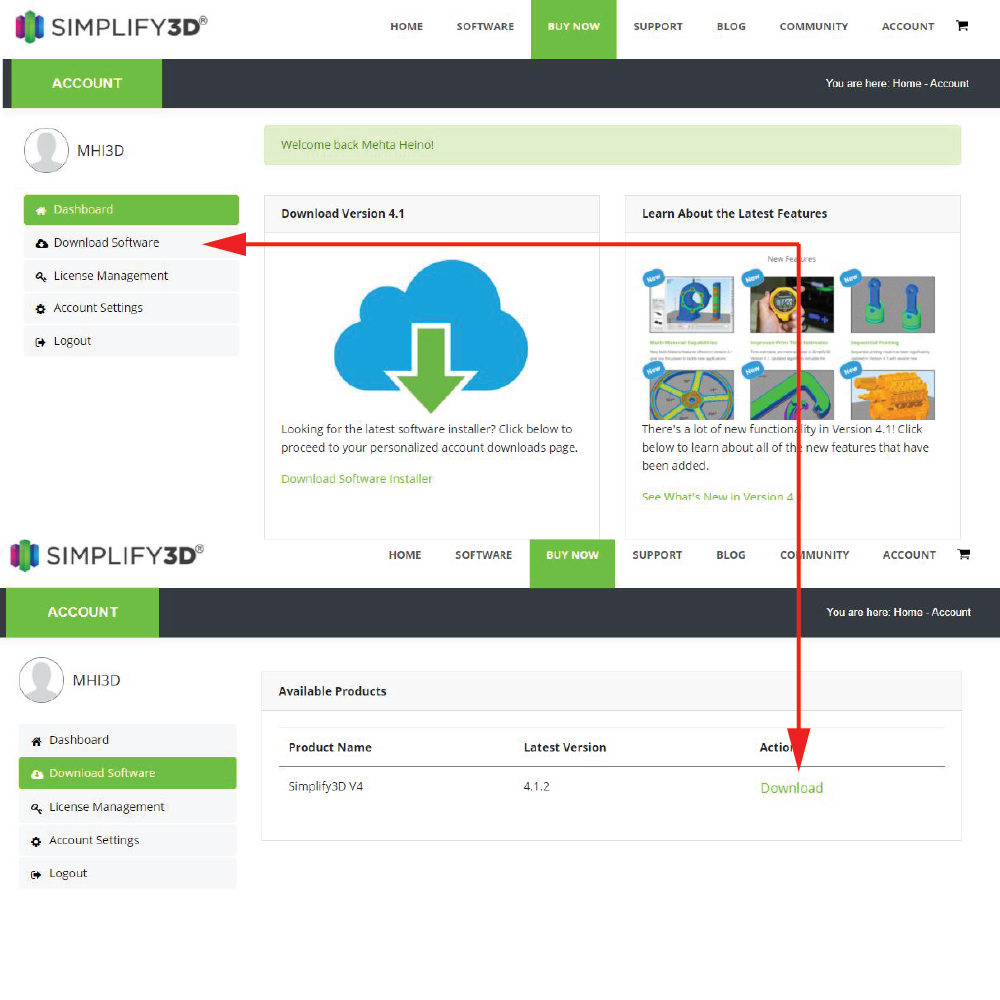 SIMPLIFY3D®
HOME SOFTWARE BUY NOW SUPPORT BLOG COMMUNITY ACCOUNT
ACCOUNT
You are here: Home - Account
MHI3D
Welcome back Mehta Heino!
Dashboard
Download Software
License Management
Account Settings
Logout
Download Version 4.1
Looking for the latest software installer? Click below to
proceed to your personalized account downloads page.
Download Software Installer
Learn About the Latest Features
New Features
New New New
Multi-Material Capabilities Improved Print Time Estimates Sequential Printing
New New New
There's a lot of new functionality in Version 4.1! Click
below to learn about all of the new features that have
been added.
See What's New in Version 4
SIMPLIFY3D®
HOME SOFTWARE BUY NOW SUPPORT BLOG COMMUNITY ACCOUNT
ACCOUNT
You are here: Home - Account
MHI3D
Dashboard
Download Software
License Management
Account Settings
Logout
Available Products
Product Name Latest Version Action
Simplify3D V4 4.1.2 Download